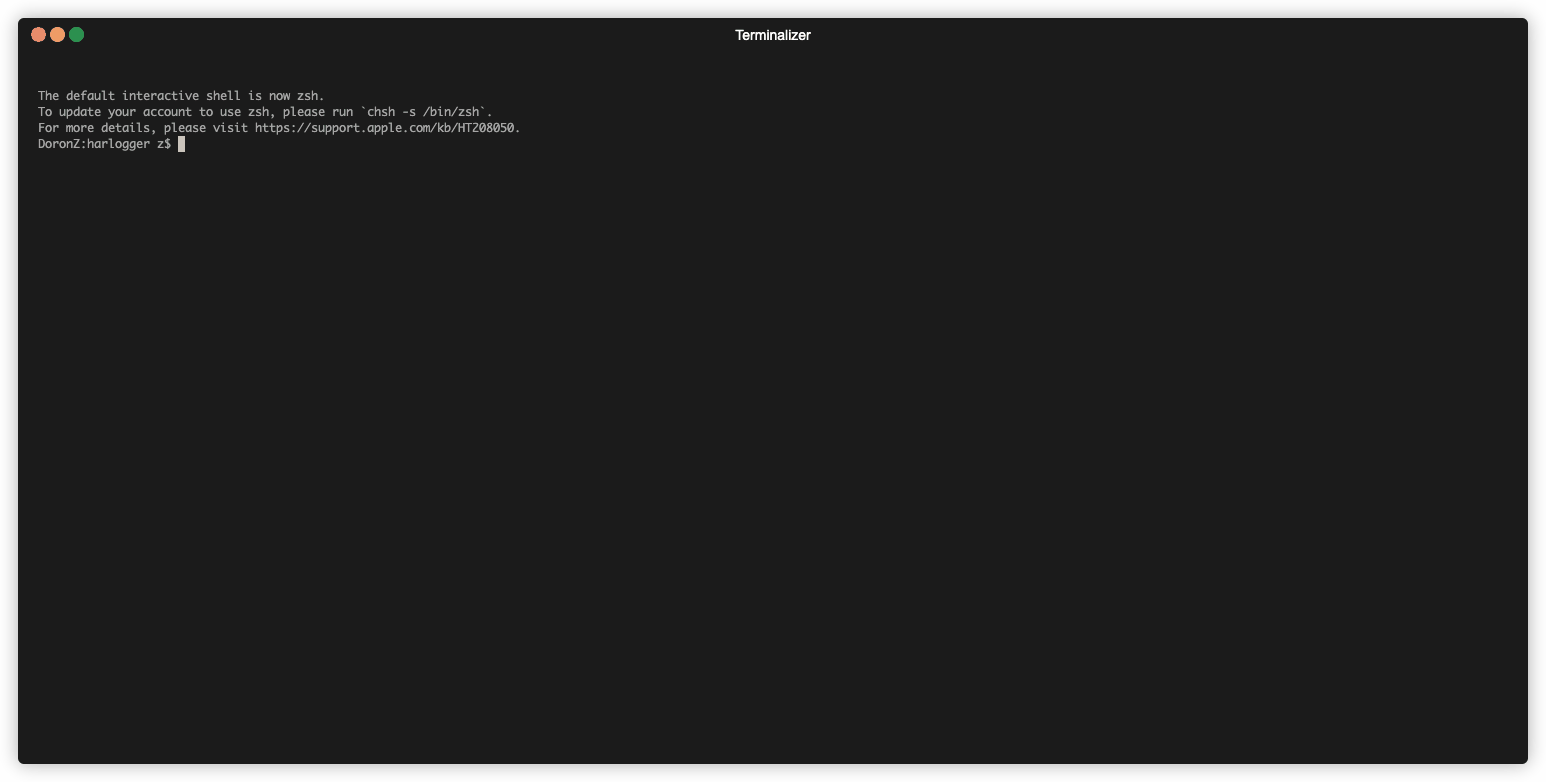 Terminalizer
The default interactive shell is now zsh.
To update your account to use zsh, please run `chsh -s /bin/zsh`.
For more details, please visit https://support.apple.com/kb/HT208050.
DoronZ:harlogger z$